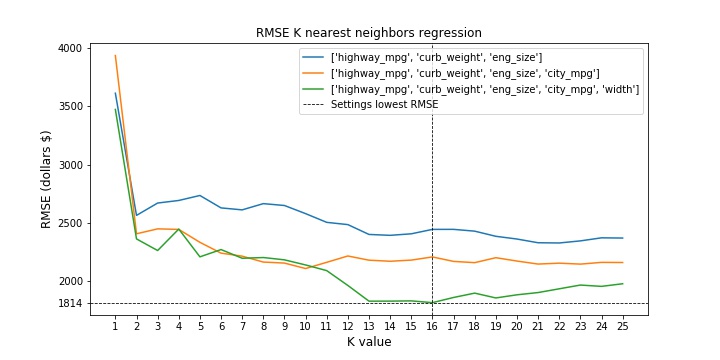 RMSE K nearest neighbors regression
['highway_mpg', 'curb_weight', 'eng_size']
['highway_mpg', 'curb_weight', 'eng_size', 'city_mpg']
['highway_mpg', 'curb_weight', 'eng_size', 'city_mpg', 'width']
Settings lowest RMSE
RMSE (dollars $)
4000
3500
3000
2500
2000
1814
1 2 3 4 5 6 7 8 9 10 11 12 13 14 15 16 17 18 19 20 21 22 23 24 25
K value